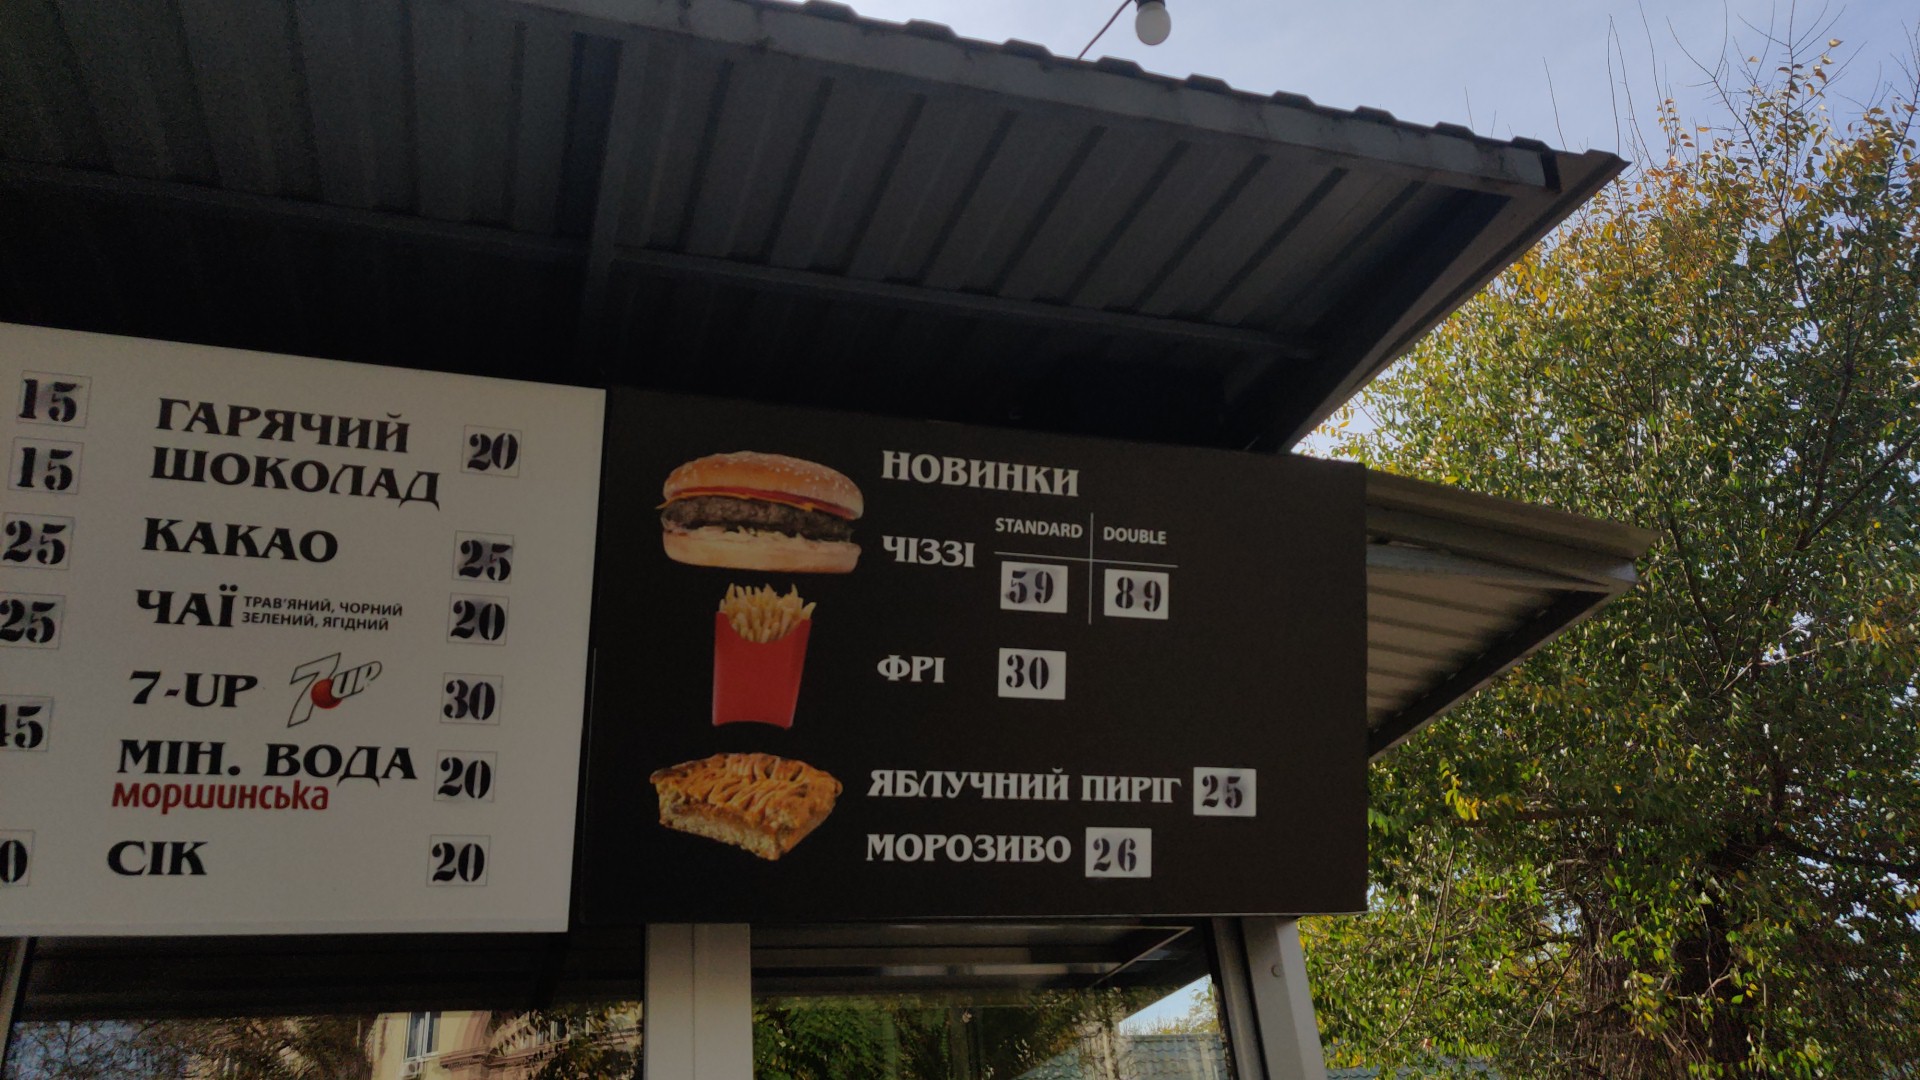 15
15
25
25
45
0
ГАРЯЧИЙ
ШОКОЛАД 20
КАКАО 25
ЧАЇ ТРАВ'ЯНИЙ, ЧОРНИЙ
ЗЕЛЕНИЙ, ЯГІДНИЙ 20
7-UP 7UP 30
МІН. ВОДА 20
моршинська
СІК 20
НОВИНКИ
STANDARD DOUBLE
ЧІЗЗІ 59 89
ФРІ 30
ЯБЛУЧНИЙ ПИРІГ 25
МОРОЗИВО 26